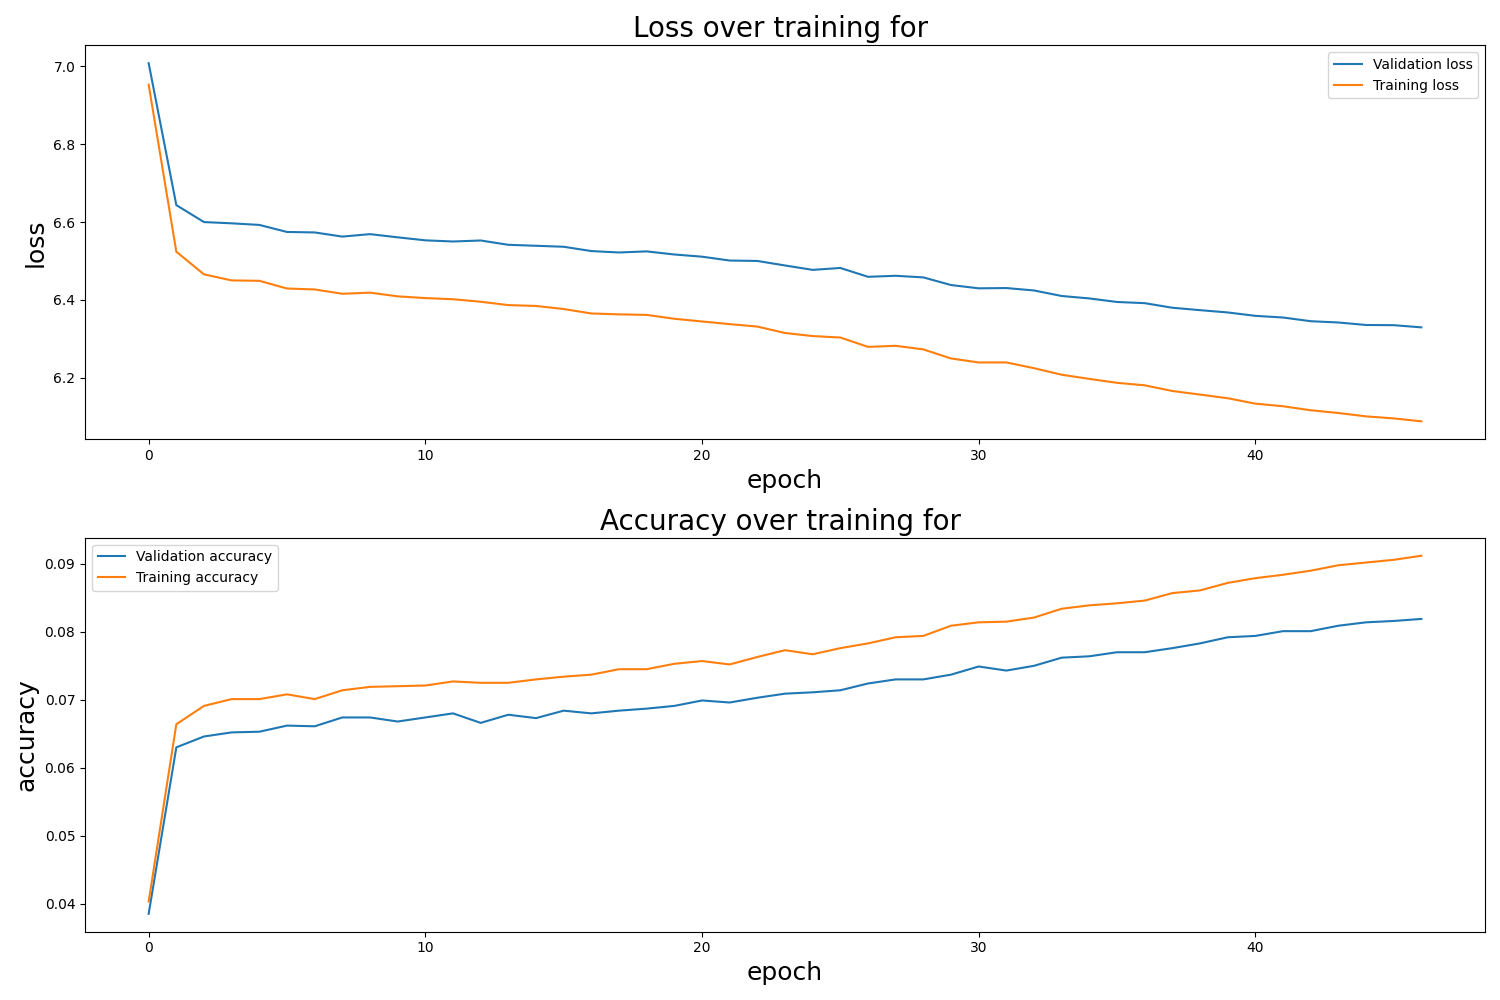 Loss over training for
7.0
6.8
6.6
6.4
6.2
loss
Validation loss
Training loss
0 10 20 30 40
epoch
Accuracy over training for
0.09
0.08
0.07
0.06
0.05
0.04
accuracy
Validation accuracy
Training accuracy
0 10 20 30 40
epoch